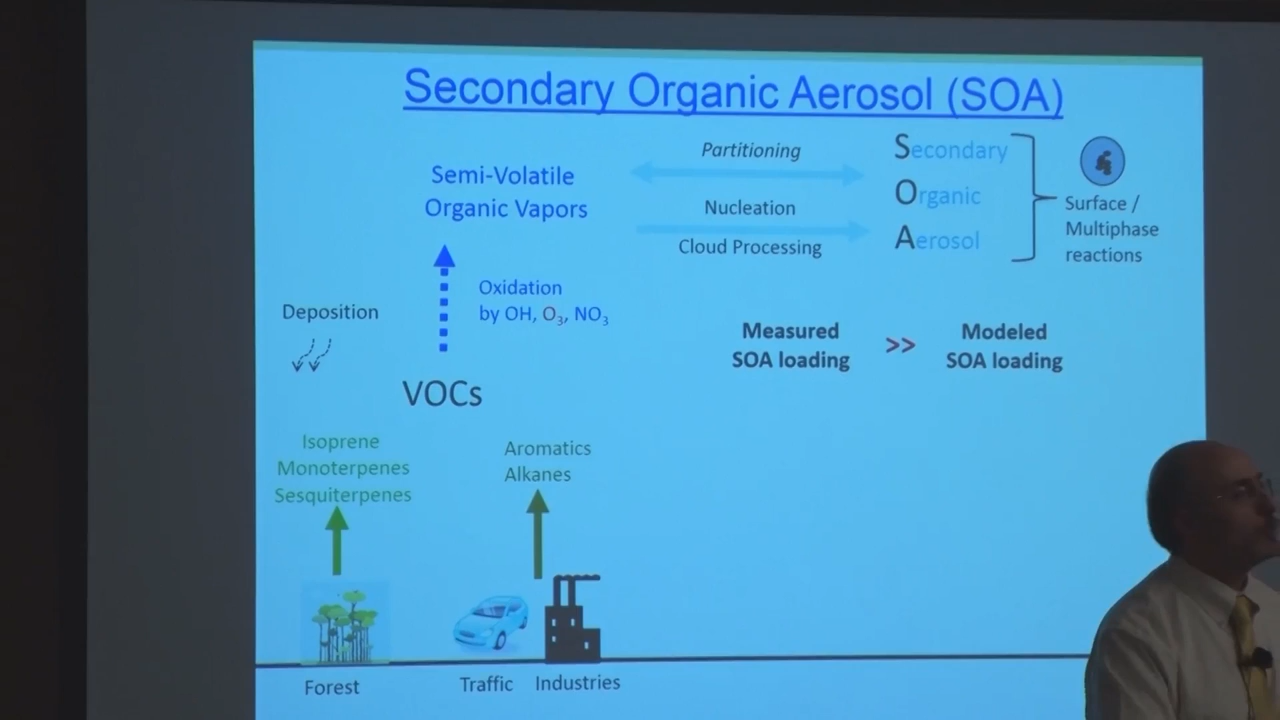 Secondary Organic Aerosol (SOA)
Semi-Volatile
Organic Vapors
Partitioning
Nucleation
Cloud Processing
Secondary
Organic
Aerosol
Surface /
Multiphase
reactions
Oxidation
by OH, O₃, NO₃
Deposition
Measured
SOA loading
>>
Modeled
SOA loading
VOCs
Isoprene
Monoterpenes
Sesquiterpenes
Aromatics
Alkanes
Forest
Traffic
Industries